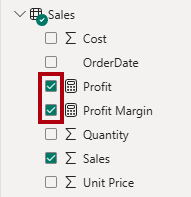 Sales
Cost
OrderDate
Profit
Profit Margin
Quantity
Sales
Unit Price